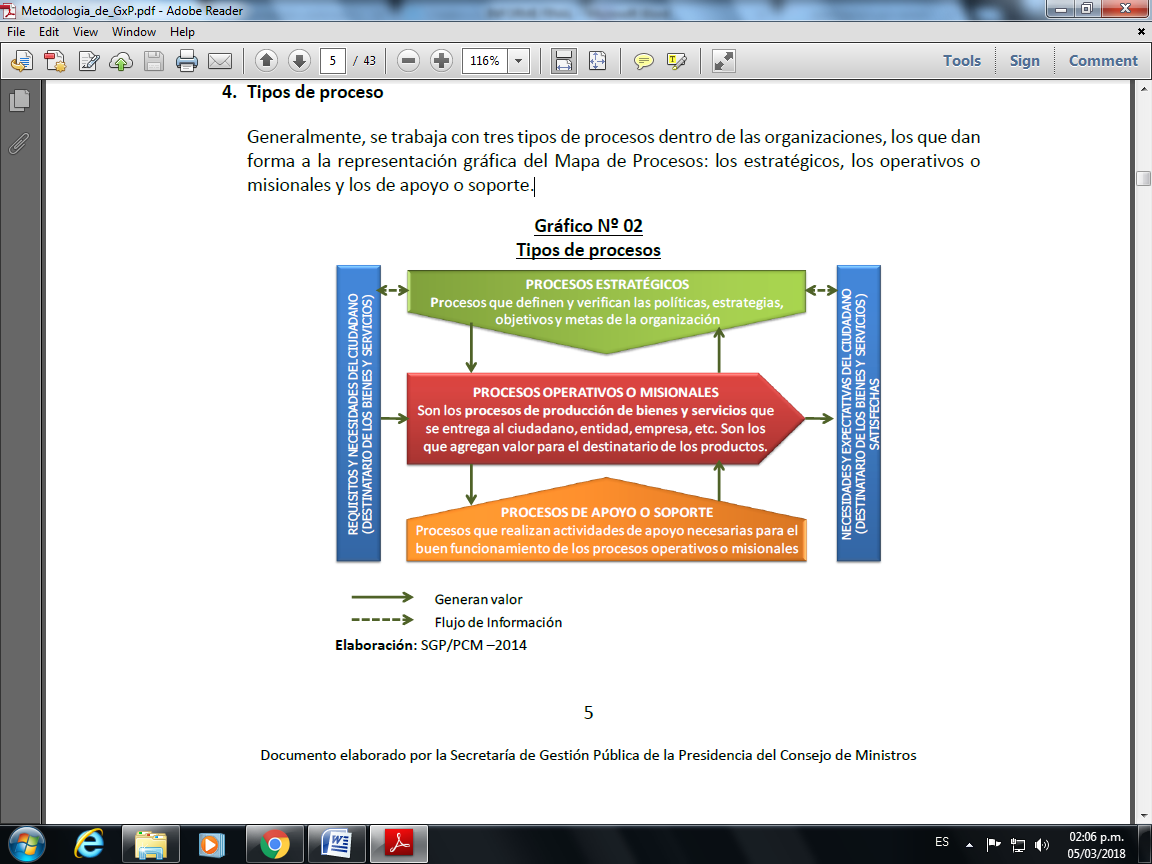 Metodologia_de_GxP.pdf - Adobe Reader
File Edit View Window Help
5 / 43 116% Tools Sign Comment
4. Tipos de proceso
Generalmente, se trabaja con tres tipos de procesos dentro de las organizaciones, los que dan
forma a la representación gráfica del Mapa de Procesos: los estratégicos, los operativos o
misionales y los de apoyo o soporte.
Gráfico Nº 02
Tipos de procesos
REQUISITOS Y NECESIDADES DEL CIUDADANO
(DESTINATARIO DE LOS BIENES Y SERVICIOS)
PROCESOS ESTRATÉGICOS
Procesos que definen y verifican las políticas, estrategias,
objetivos y metas de la organización
PROCESOS OPERATIVOS O MISIONALES
Son los procesos de producción de bienes y servicios que
se entrega al ciudadano, entidad, empresa, etc. Son los
que agregan valor para el destinatario de los productos.
PROCESOS DE APOYO O SOPORTE
Procesos que realizan actividades de apoyo necesarias para el
buen funcionamiento de los procesos operativos o misionales
NECESIDADES Y EXPECTATIVAS DEL CIUDADANO
(DESTINATARIO DE LOS BIENES Y SERVICIOS )
SATISFECHAS
Generan valor
Flujo de Información
Elaboración: SGP/PCM –2014
5
Documento elaborado por la Secretaría de Gestión Pública de la Presidencia del Consejo de Ministros
ES
02:06 p.m.
05/03/2018